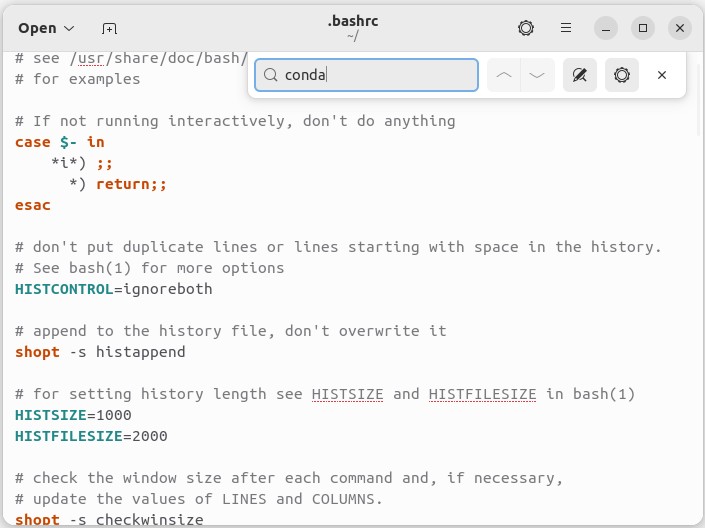 Open
.bashrc
~/
conda
# see /usr/share/doc/bash/
# for examples
# If not running interactively, don't do anything
case $- in
*i*) ;;
*) return;;
esac
# don't put duplicate lines or lines starting with space in the history.
# See bash(1) for more options
HISTCONTROL=ignoreboth
# append to the history file, don't overwrite it
shopt -s histappend
# for setting history length see HISTSIZE and HISTFILESIZE in bash(1)
HISTSIZE=1000
HISTFILESIZE=2000
# check the window size after each command and, if necessary,
# update the values of LINES and COLUMNS.
shopt -s checkwinsize